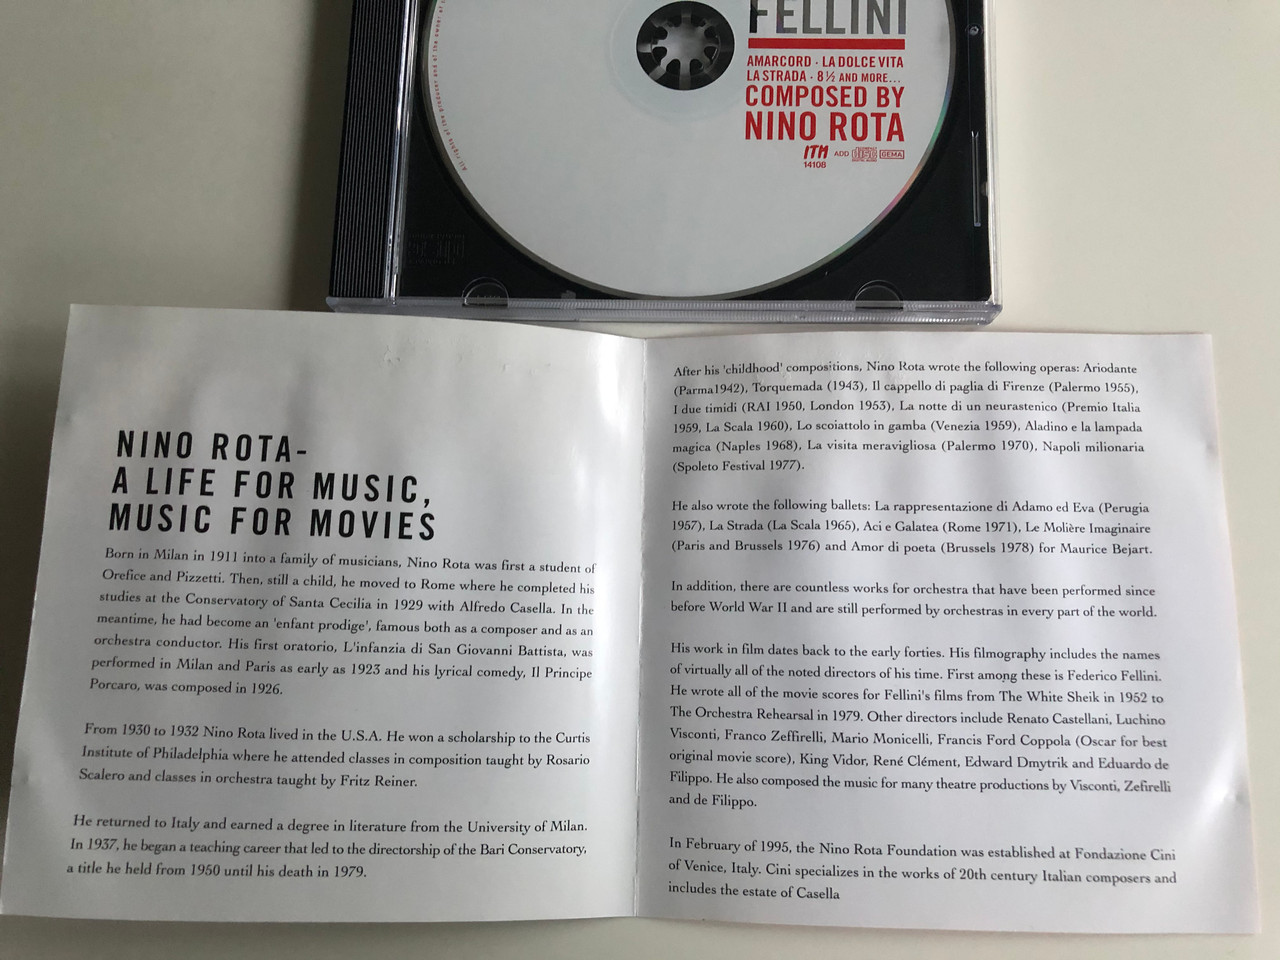 FELLINI
AMARCORD · LA DOLCE VITA
LA STRADA · 8 ½ AND MORE...
COMPOSED BY
NINO ROTA
ITM ADD GEMA
14108
All rights of the producer and of the owner of
NINO ROTA-
A LIFE FOR MUSIC,
MUSIC FOR MOVIES
Born in Milan in 1911 into a family of musicians, Nino Rota was first a student of
Orefice and Pizzetti. Then, still a child, he moved to Rome where he completed his
studies at the Conservatory of Santa Cecilia in 1929 with Alfredo Casella. In the
meantime, he had become an 'enfant prodige', famous both as a composer and as an
orchestra conductor. His first oratorio, L'infanzia di San Giovanni Battista, was
performed in Milan and Paris as early as 1923 and his lyrical comedy, Il Principe
Porcaro, was composed in 1926.
From 1930 to 1932 Nino Rota lived in the U.S.A. He won a scholarship to the Curtis
Institute of Philadelphia where he attended classes in composition taught by Rosario
Scalero and classes in orchestra taught by Fritz Reiner.
He returned to Italy and earned a degree in literature from the University of Milan.
In 1937, he began a teaching career that led to the directorship of the Bari Conservatory,
a title he held from 1950 until his death in 1979.
After his 'childhood' compositions, Nino Rota wrote the following operas: Ariodante
(Parma1942), Torquemada (1943), Il cappello di paglia di Firenze (Palermo 1955),
I due timidi (RAI 1950, London 1953), La notte di un neurastenico (Premio Italia
1959, La Scala 1960), Lo scoiattolo in gamba (Venezia 1959), Aladino e la lampada
magica (Naples 1968), La visita meravigliosa (Palermo 1970), Napoli milionaria
(Spoleto Festival 1977).
He also wrote the following ballets: La rappresentazione di Adamo ed Eva (Perugia
1957), La Strada (La Scala 1965), Aci e Galatea (Rome 1971), Le Molière Imaginaire
(Paris and Brussels 1976) and Amor di poeta (Brussels 1978) for Maurice Bejart.
In addition, there are countless works for orchestra that have been performed since
before World War II and are still performed by orchestras in every part of the world.
His work in film dates back to the early forties. His filmography includes the names
of virtually all of the noted directors of his time. First among these is Federico Fellini.
He wrote all of the movie scores for Fellini's films from The White Sheik in 1952 to
The Orchestra Rehearsal in 1979. Other directors include Renato Castellani, Luchino
Visconti, Franco Zeffirelli, Mario Monicelli, Francis Ford Coppola (Oscar for best
original movie score), King Vidor, René Clément, Edward Dmytrik and Eduardo de
Filippo. He also composed the music for many theatre productions by Visconti, Zefirelli
and de Filippo.
In February of 1995, the Nino Rota Foundation was established at Fondazione Cini
of Venice, Italy. Cini specializes in the works of 20th century Italian composers and
includes the estate of Casella